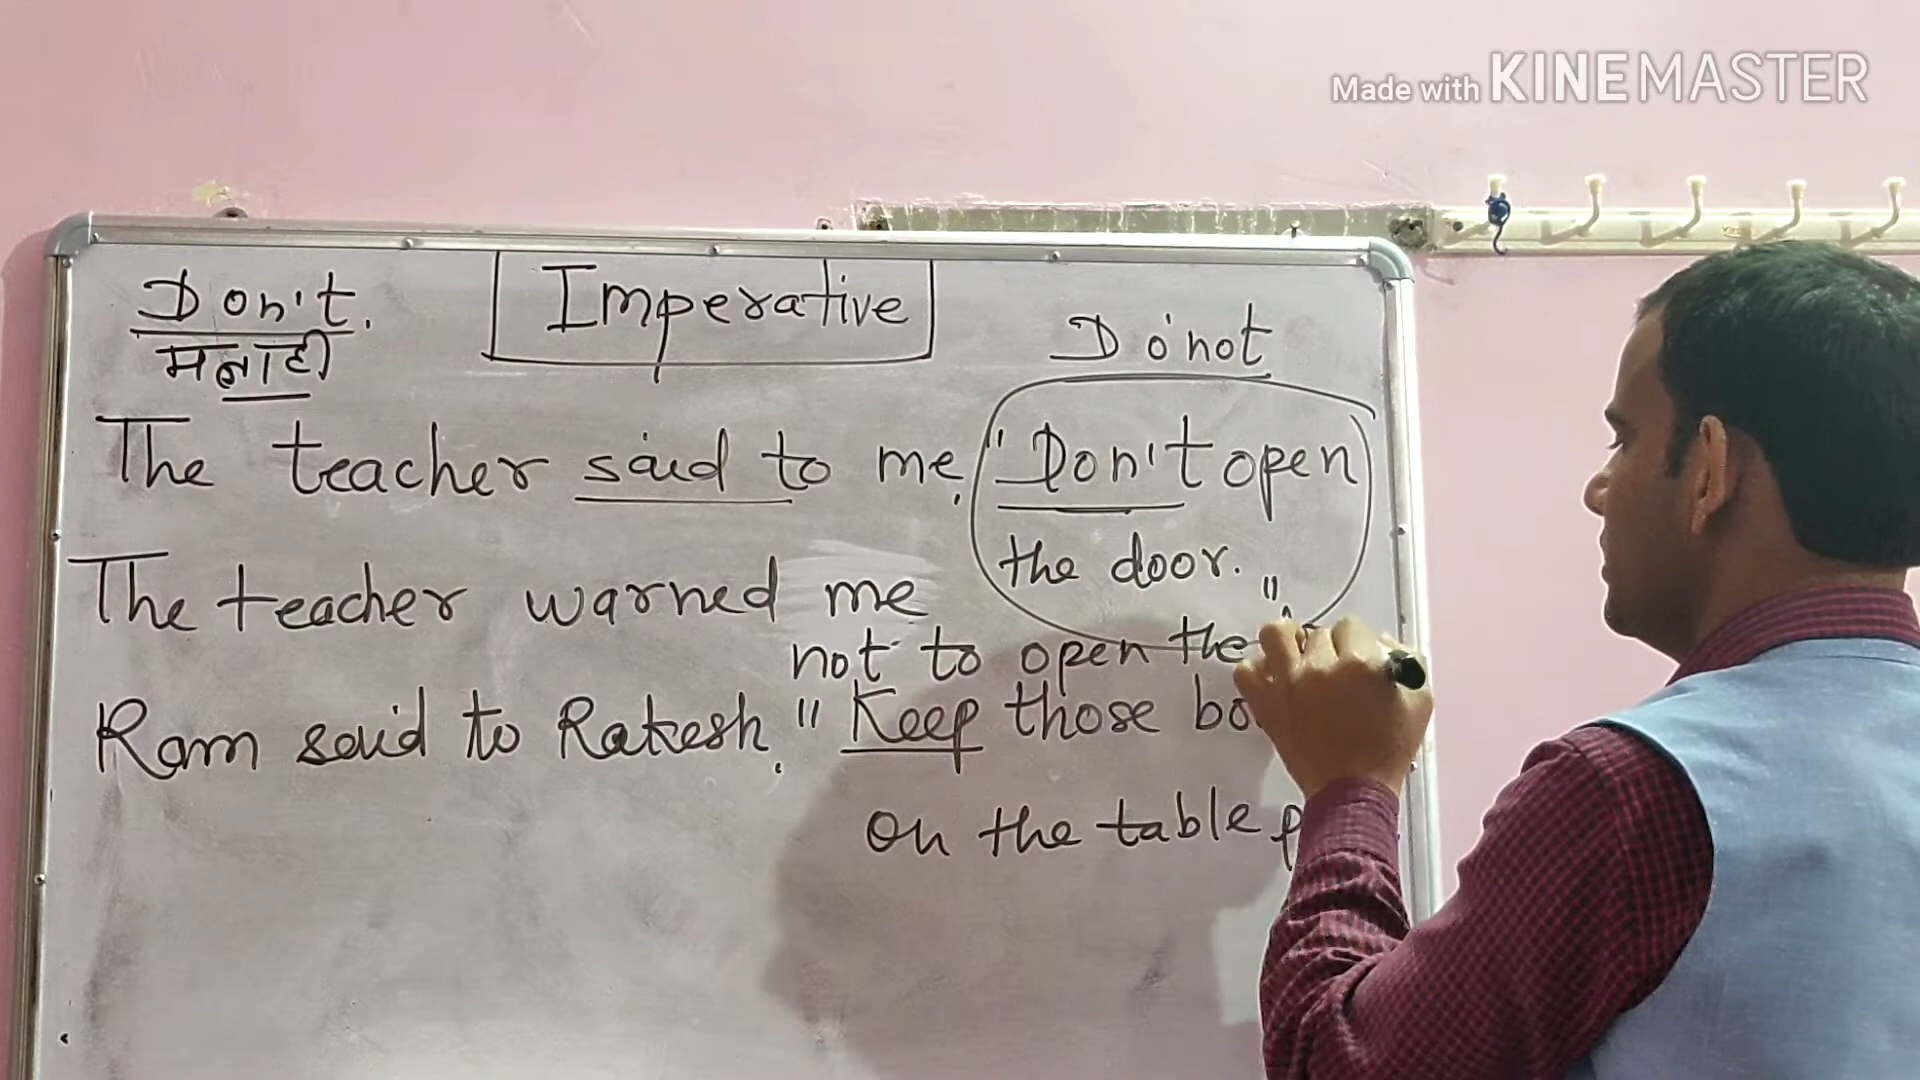 Made with KINEMASTER
Don't.
मनाही
Imperative
Do not
The teacher said to me, "Don't open
the door."
The teacher warned me
not to open the
Ram said to Rakesh, "Keep those
on the table